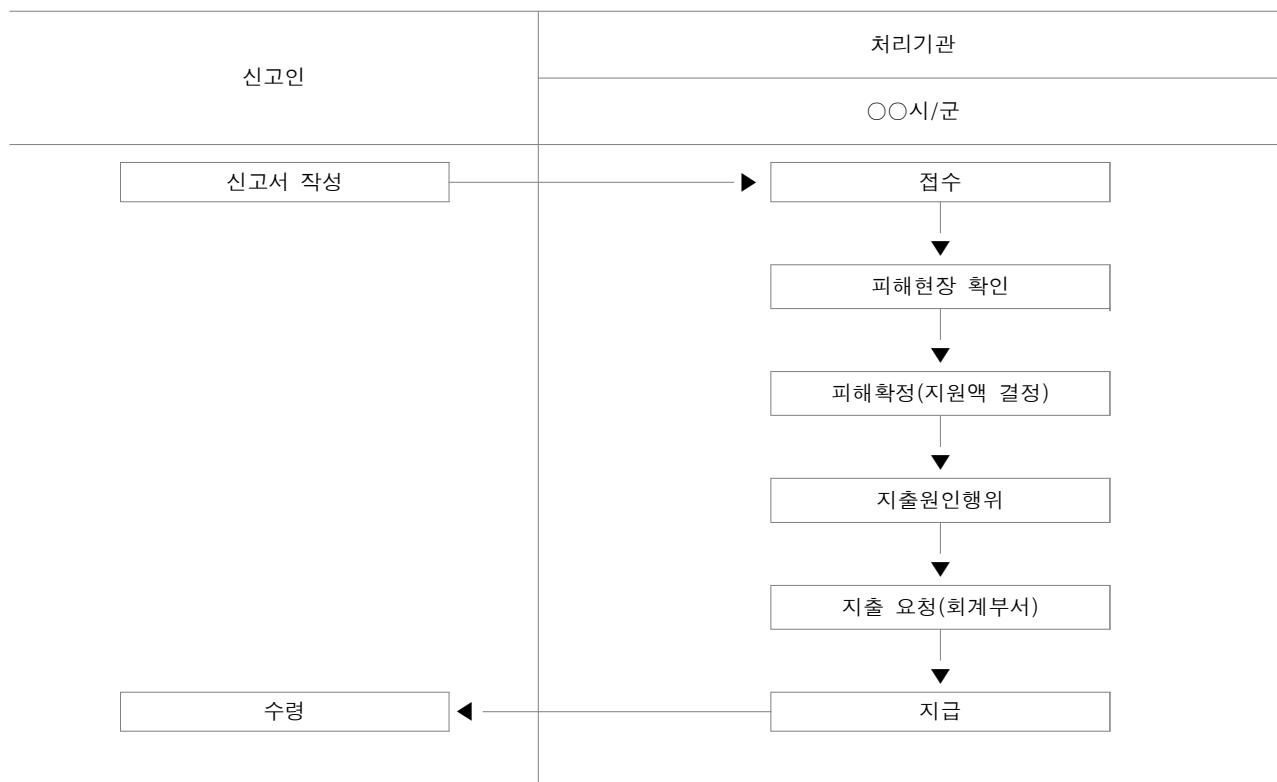 신고인
처리기관
○○시/군
신고서 작성
접수
피해현장 확인
피해확정(지원액 결정)
지출원인행위
지출 요청(회계부서)
수령
지급